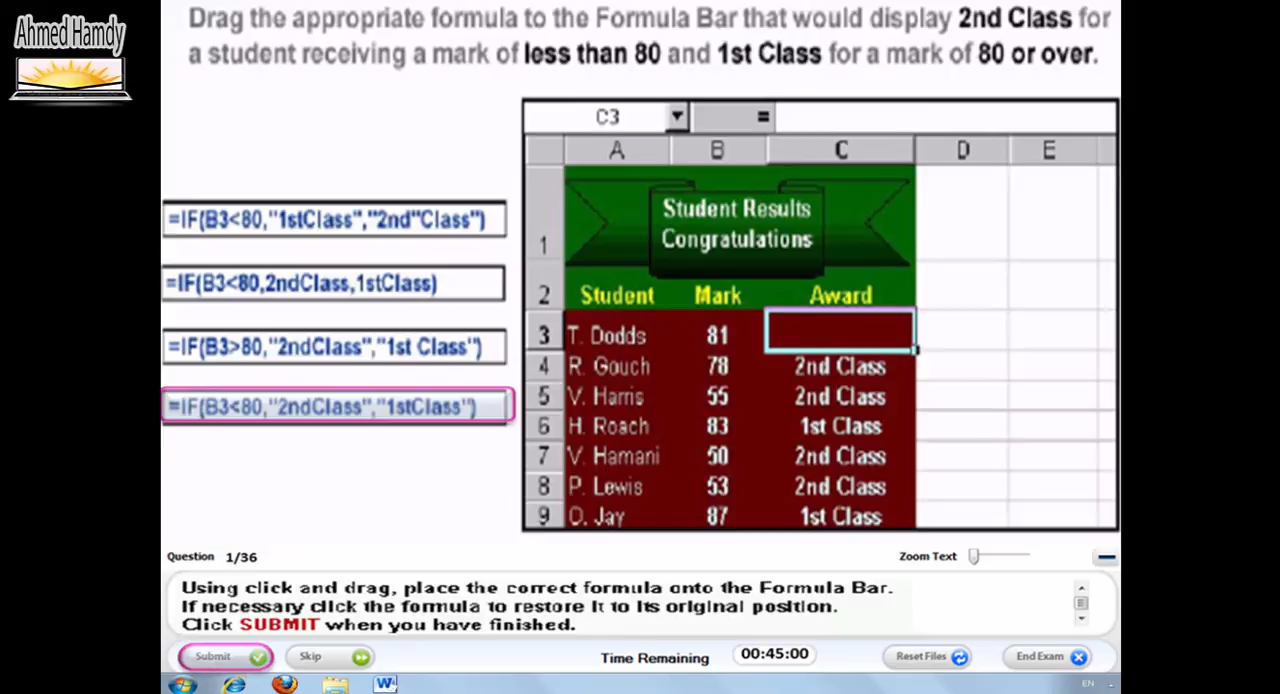 Ahmed Hamdy
Drag the appropriate formula to the Formula Bar that would display 2nd Class for
a student receiving a mark of less than 80 and 1st Class for a mark of 80 or over.
C3 =
A B C D E
=IF(B3<80,"1stClass","2nd"Class")
=IF(B3<80,2ndClass,1stClass)
=IF(B3>80,"2ndClass","1st Class")
=IF(B3<80,"2ndClass","1stClass")
1 Student Results
Congratulations
2 Student Mark Award
3 T. Dodds 81
4 R. Gouch 78 2nd Class
5 V. Harris 55 2nd Class
6 H. Roach 83 1st Class
7 V. Hamani 50 2nd Class
8 P. Lewis 53 2nd Class
9 O. Jay 87 1st Class
Question 1/36
Zoom Text
Using click and drag, place the correct formula onto the Formula Bar.
If necessary click the formula to restore it to its original position.
Click SUBMIT when you have finished.
Submit Skip Time Remaining 00:45:00 Reset Files End Exam
EN